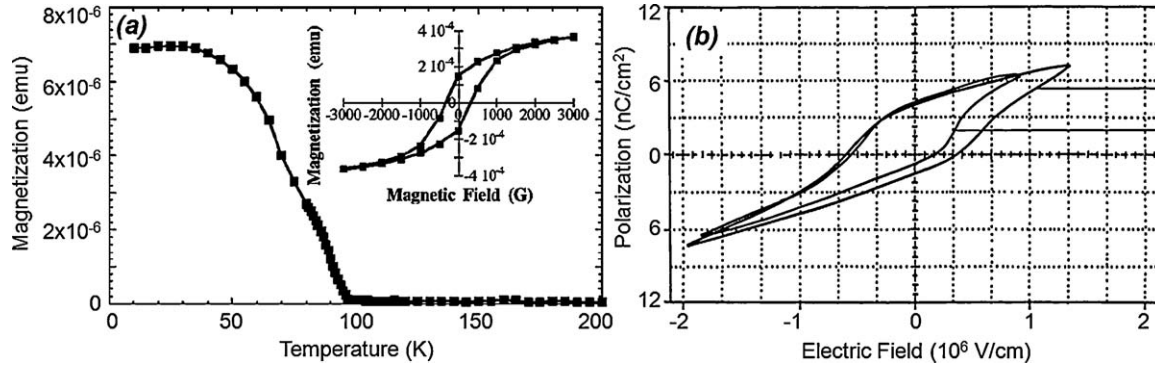 (a)
Magnetization (emu)
8x10-6
6x10-6
4x10-6
2x10-6
0
0
50
100
150
200
Temperature (K)
Magnetization (emu)
4 10-4
2 10-4
0
-2 10-4
-4 10-4
-3000
-2000
-1000
0
1000
2000
3000
Magnetic Field (G)
(b)
Polarization (nC/cm2)
12
6
0
6
12
-2
-1
0
1
2
Electric Field (106 V/cm)